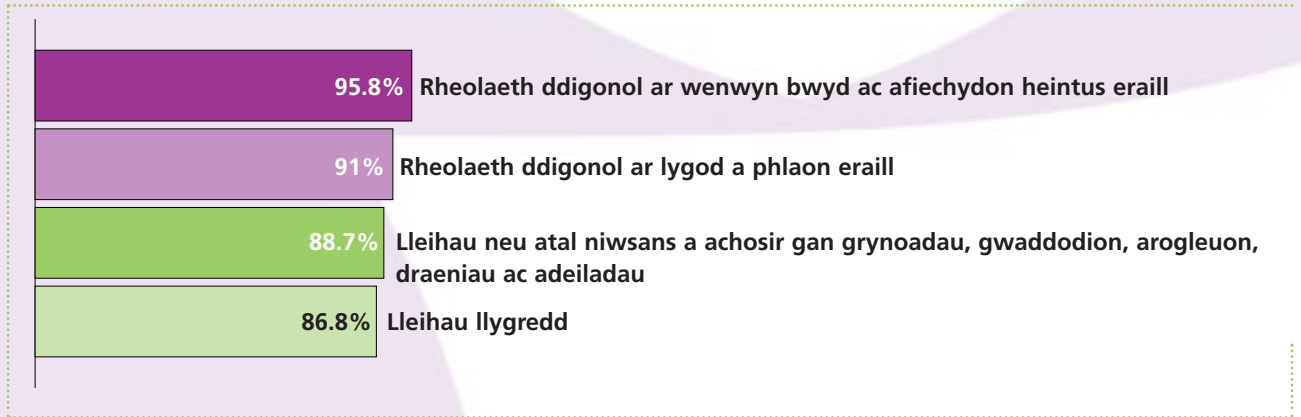 95.8% Rheolaeth ddigonol ar wenwyn bwyd ac afiechydon heintus eraill
91% Rheolaeth ddigonol ar lygod a phlaon eraill
88.7% Lleihau neu atal niwsans a achosir gan grynoadau, gwaddodion, arogleuon,
draeniau ac adeiladau
86.8% Lleihau llygredd